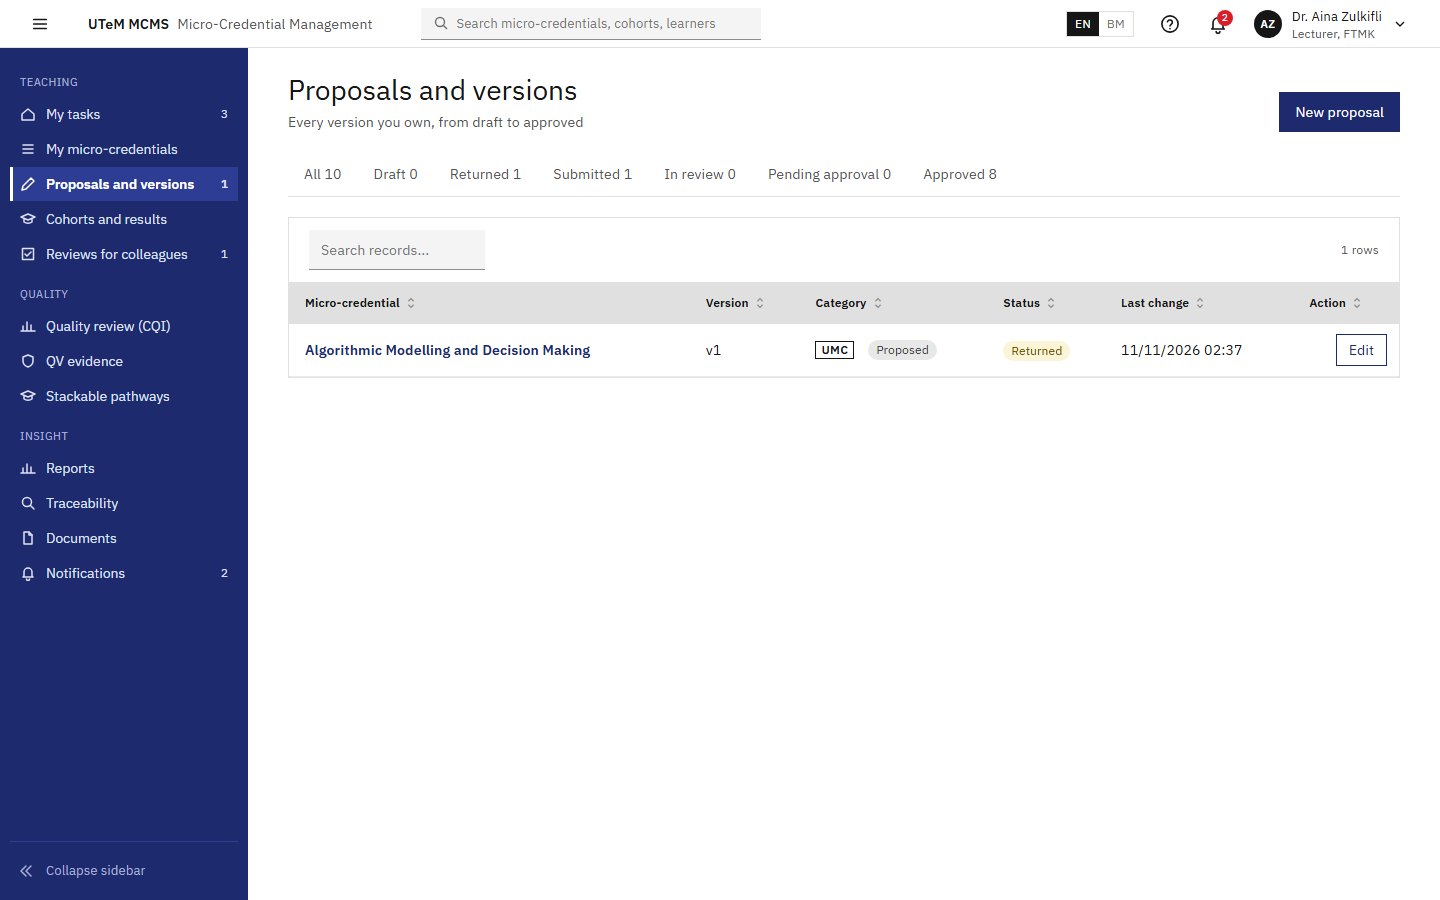 UTeM MCMS Micro-Credential Management
Search micro-credentials, cohorts, learners
EN BM
2
AZ
Dr. Aina Zulkifli
Lecturer, FTMK
TEACHING
My tasks 3
My micro-credentials
Proposals and versions 1
Cohorts and results
Reviews for colleagues 1
QUALITY
Quality review (CQI)
QV evidence
Stackable pathways
INSIGHT
Reports
Traceability
Documents
Notifications 2
Collapse sidebar
Proposals and versions
Every version you own, from draft to approved
New proposal
All 10 Draft 0 Returned 1 Submitted 1 In review 0 Pending approval 0 Approved 8
Search records...
1 rows
Micro-credential Version Category Status Last change Action
Algorithmic Modelling and Decision Making v1 UMC Proposed Returned 11/11/2026 02:37 Edit